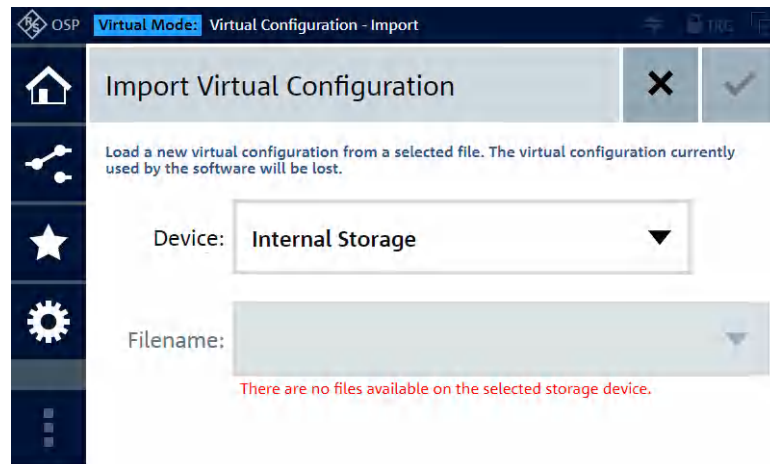 OSP Virtual Mode: Virtual Configuration - Import TRG
Import Virtual Configuration
Load a new virtual configuration from a selected file. The virtual configuration currently
used by the software will be lost.
Device: Internal Storage
Filename:
There are no files available on the selected storage device.